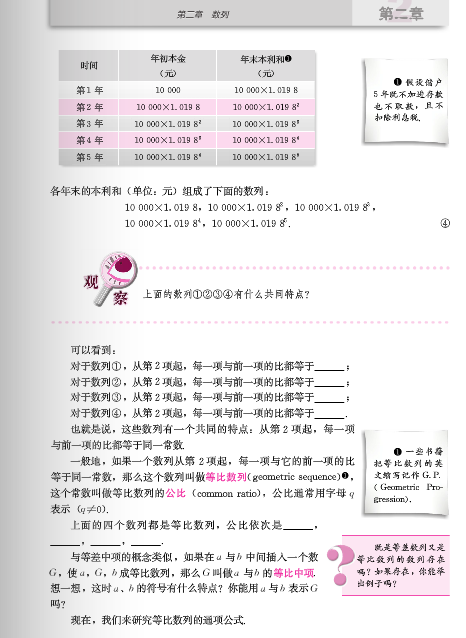 第二章 数列
第二章
时间 年初本金（元） 年末本利和❶（元）
第1年 10 000 10 000×1.019 8
第2年 10 000×1.019 8 10 000×1.019 8²
第3年 10 000×1.019 8² 10 000×1.019 8³
第4年 10 000×1.019 8³ 10 000×1.019 8⁴
第5年 10 000×1.019 8⁴ 10 000×1.019 8⁵
❶ 假设储户
5年既不加进存款
也不取款，且不
扣除利息税.
各年末的本利和（单位：元）组成了下面的数列：
10 000×1.019 8，10 000×1.019 8²，10 000×1.019 8³，
10 000×1.019 8⁴，10 000×1.019 8⁵. ④
观察
上面的数列①②③④有什么共同特点？
可以看到：
对于数列①，从第2项起，每一项与前一项的比都等于______；
对于数列②，从第2项起，每一项与前一项的比都等于______；
对于数列③，从第2项起，每一项与前一项的比都等于______；
对于数列④，从第2项起，每一项与前一项的比都等于______.
也就是说，这些数列有一个共同的特点：从第2项起，每一项
与前一项的比都等于同一常数.
一般地，如果一个数列从第2项起，每一项与它的前一项的比
等于同一常数，那么这个数列叫做等比数列(geometric sequence)❶，
这个常数叫做等比数列的公比（common ratio），公比通常用字母q
表示（q≠0）.
❶ 一些书籍
把等比数列的英
文缩写记作G.P.
( Geometric Pro-
gression).
上面的四个数列都是等比数列，公比依次是______，
______，______，______.
与等差中项的概念类似，如果在a与b中间插入一个数
G，使a，G，b成等比数列，那么G叫做a与b的等比中项.
想一想，这时a、b的符号有什么特点？你能用a与b表示G
吗？
?
既是等差数列又是
等比数列的数列存在
吗？如果存在，你能举
出例子吗？
现在，我们来研究等比数列的通项公式.